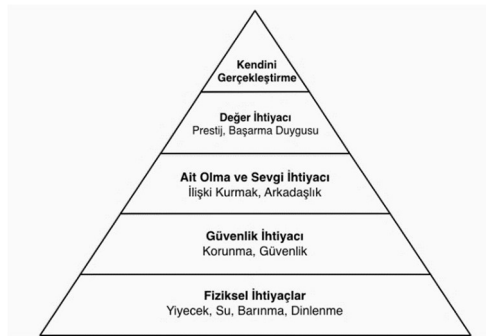 Kendini
Gerçekleştirme
Değer İhtiyacı
Prestij, Başarma Duygusu
Ait Olma ve Sevgi İhtiyacı
İlişki Kurmak, Arkadaşlık
Güvenlik İhtiyacı
Korunma, Güvenlik
Fiziksel İhtiyaçlar
Yiyecek, Su, Barınma, Dinlenme